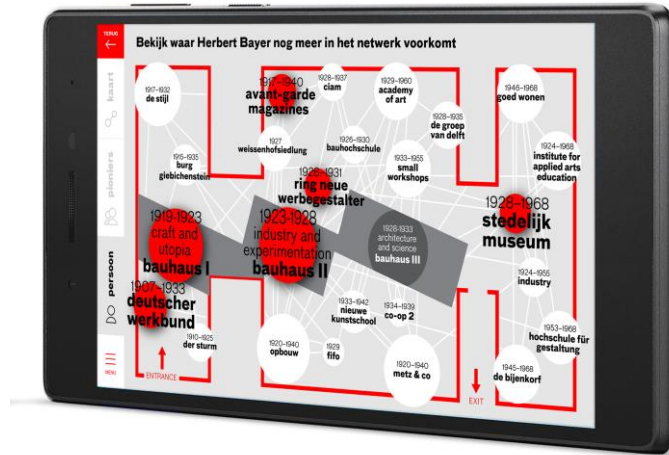 TERUG
Bekijk waar Herbert Bayer nog meer in het netwerk voorkomt
kaart
pioniers
persoon
MENU
1917–1932
de stijl
1917–1940
avant-garde
magazines
1928–1937
ciam
1929–1960
academy
of art
1946–1968
goed wonen
1927
weissenhofsiedlung
1926–1930
bauhochschule
1928–1935
de groep
van delft
1915–1935
burg
giebichenstein
1928–1931
ring neue
werbegestalter
1933–1955
small
workshops
1924–1968
institute for
applied arts
education
1919–1923
craft and
utopia
bauhaus I
1923–1928
industry and
experimentation
bauhaus II
1928–1933
architecture
and science
bauhaus III
1928–1968
stedelijk
museum
1907–1933
deutscher
werkbund
1933–1942
nieuwe
kunstschool
1934–1939
co-op 2
1924–1955
industry
1910–1925
der sturm
1920–1940
opbouw
1929
fifo
1920–1940
metz & co
1953–1968
hochschule für
gestaltung
1945–1968
de bijenkorf
ENTRANCE
EXIT